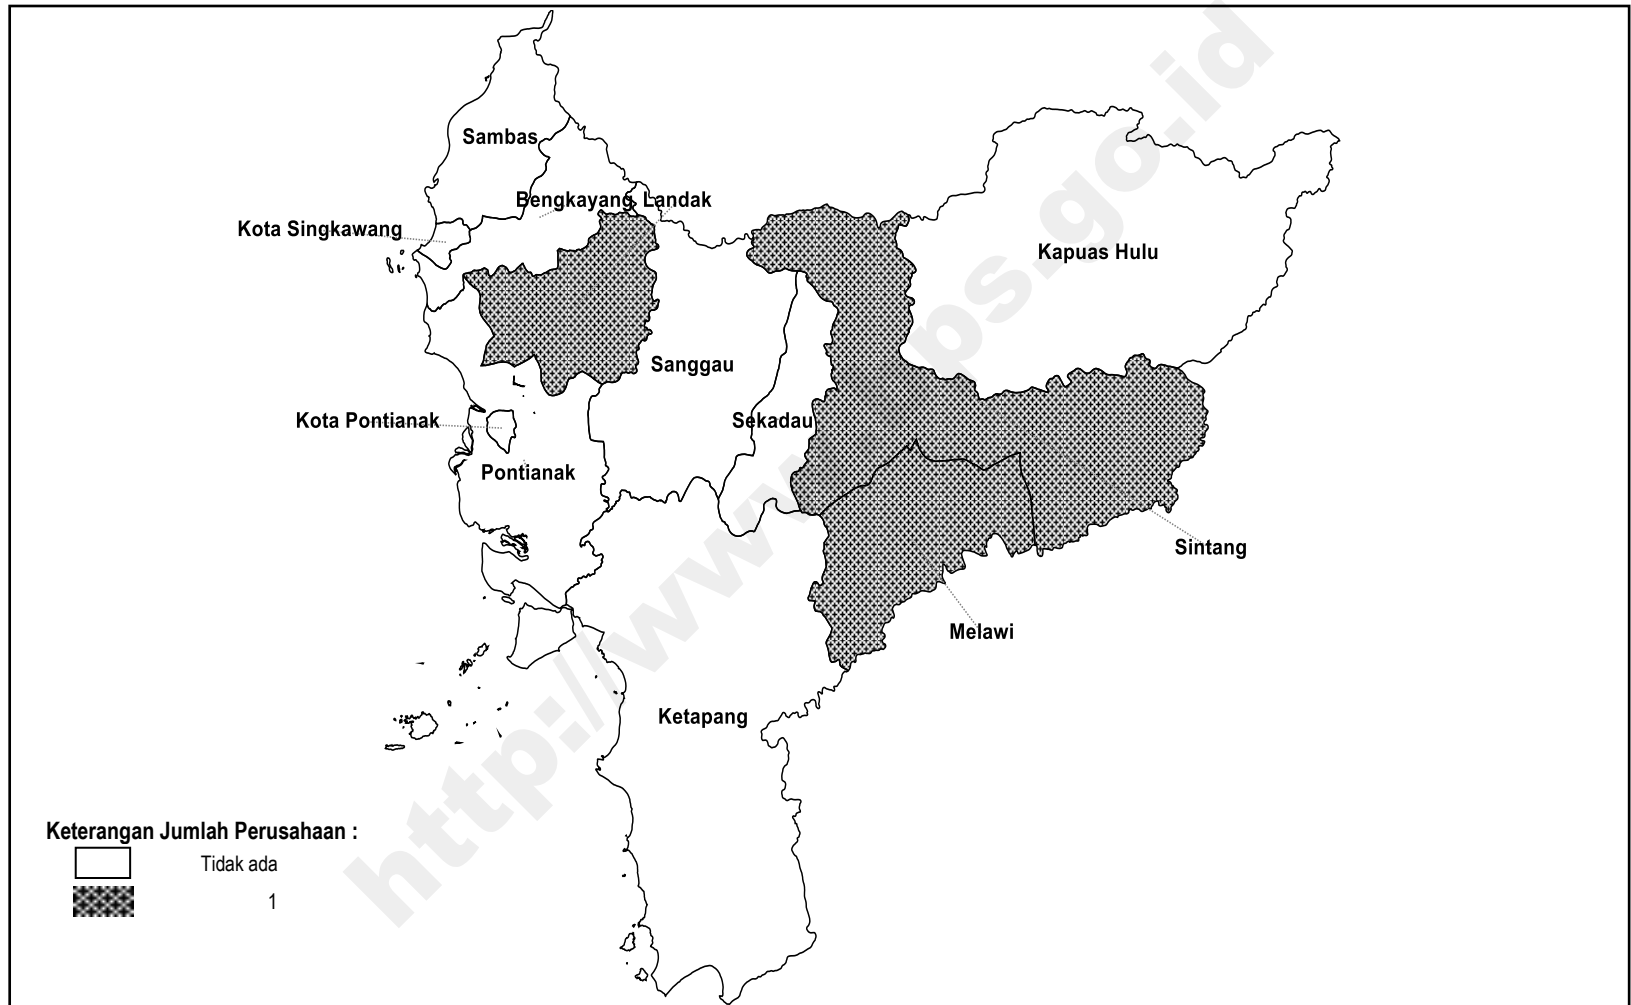 Sambas
Bengkayang
Landak
Kota Singkawang
Kapuas Hulu
Sanggau
Kota Pontianak
Sekadau
Pontianak
Sintang
Melawi
Ketapang
Keterangan Jumlah Perusahaan :
Tidak ada
1
http://www.bps.go.id